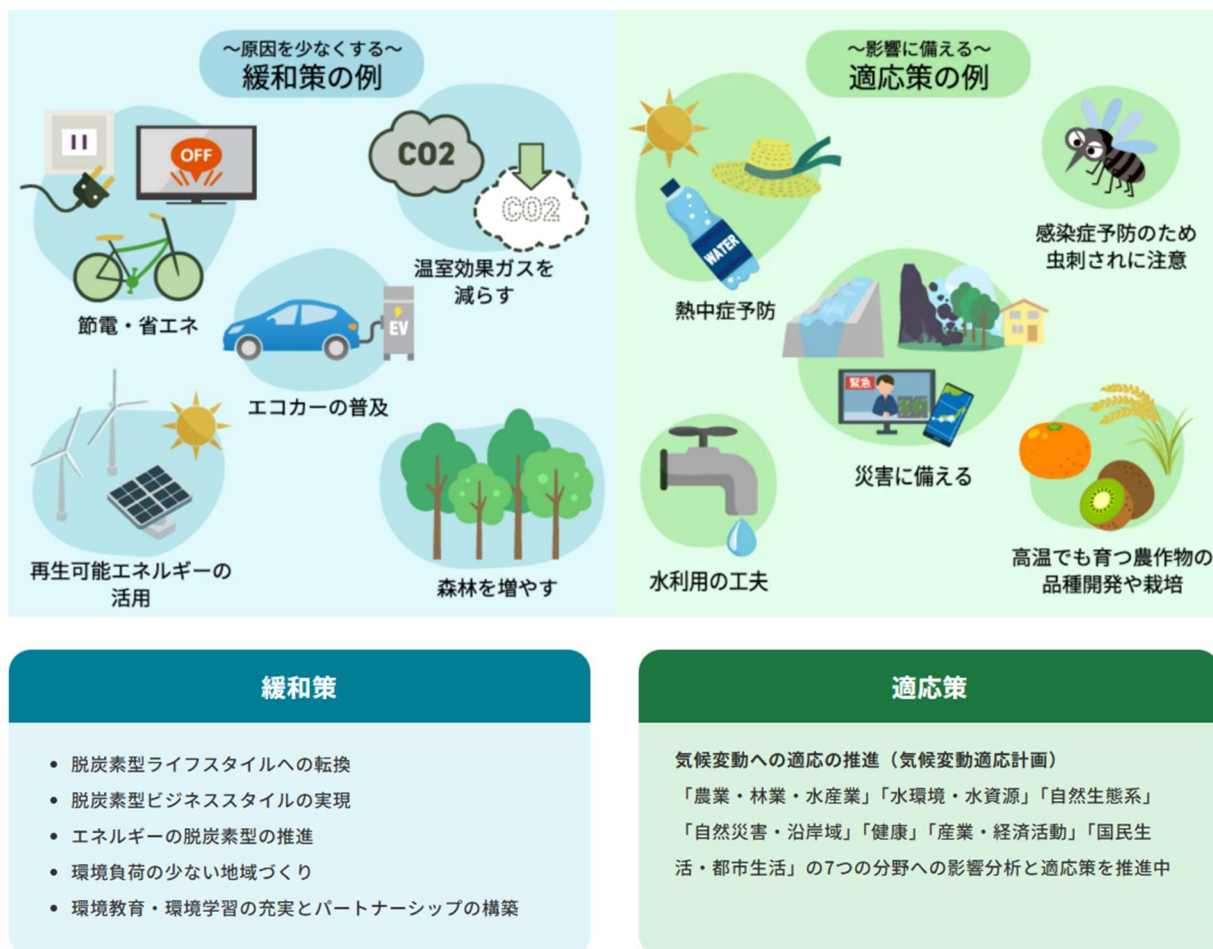 ～原因を少なくする～
緩和策の例
OFF
CO2
CO2
温室効果ガスを
減らす
節電・省エネ
EV
エコカーの普及
再生可能エネルギーの
活用
森林を増やす
～影響に備える～
適応策の例
WATER
熱中症予防
感染症予防のため
虫刺されに注意
緊急
災害に備える
水利用の工夫
高温でも育つ農作物の
品種開発や栽培
緩和策
• 脱炭素型ライフスタイルへの転換
• 脱炭素型ビジネススタイルの実現
• エネルギーの脱炭素型の推進
• 環境負荷の少ない地域づくり
• 環境教育・環境学習の充実とパートナーシップの構築
適応策
気候変動への適応の推進（気候変動適応計画）
「農業・林業・水産業」「水環境・水資源」「自然生態系」
「自然災害・沿岸域」「健康」「産業・経済活動」「国民生
活・都市生活」の7つの分野への影響分析と適応策を推進中